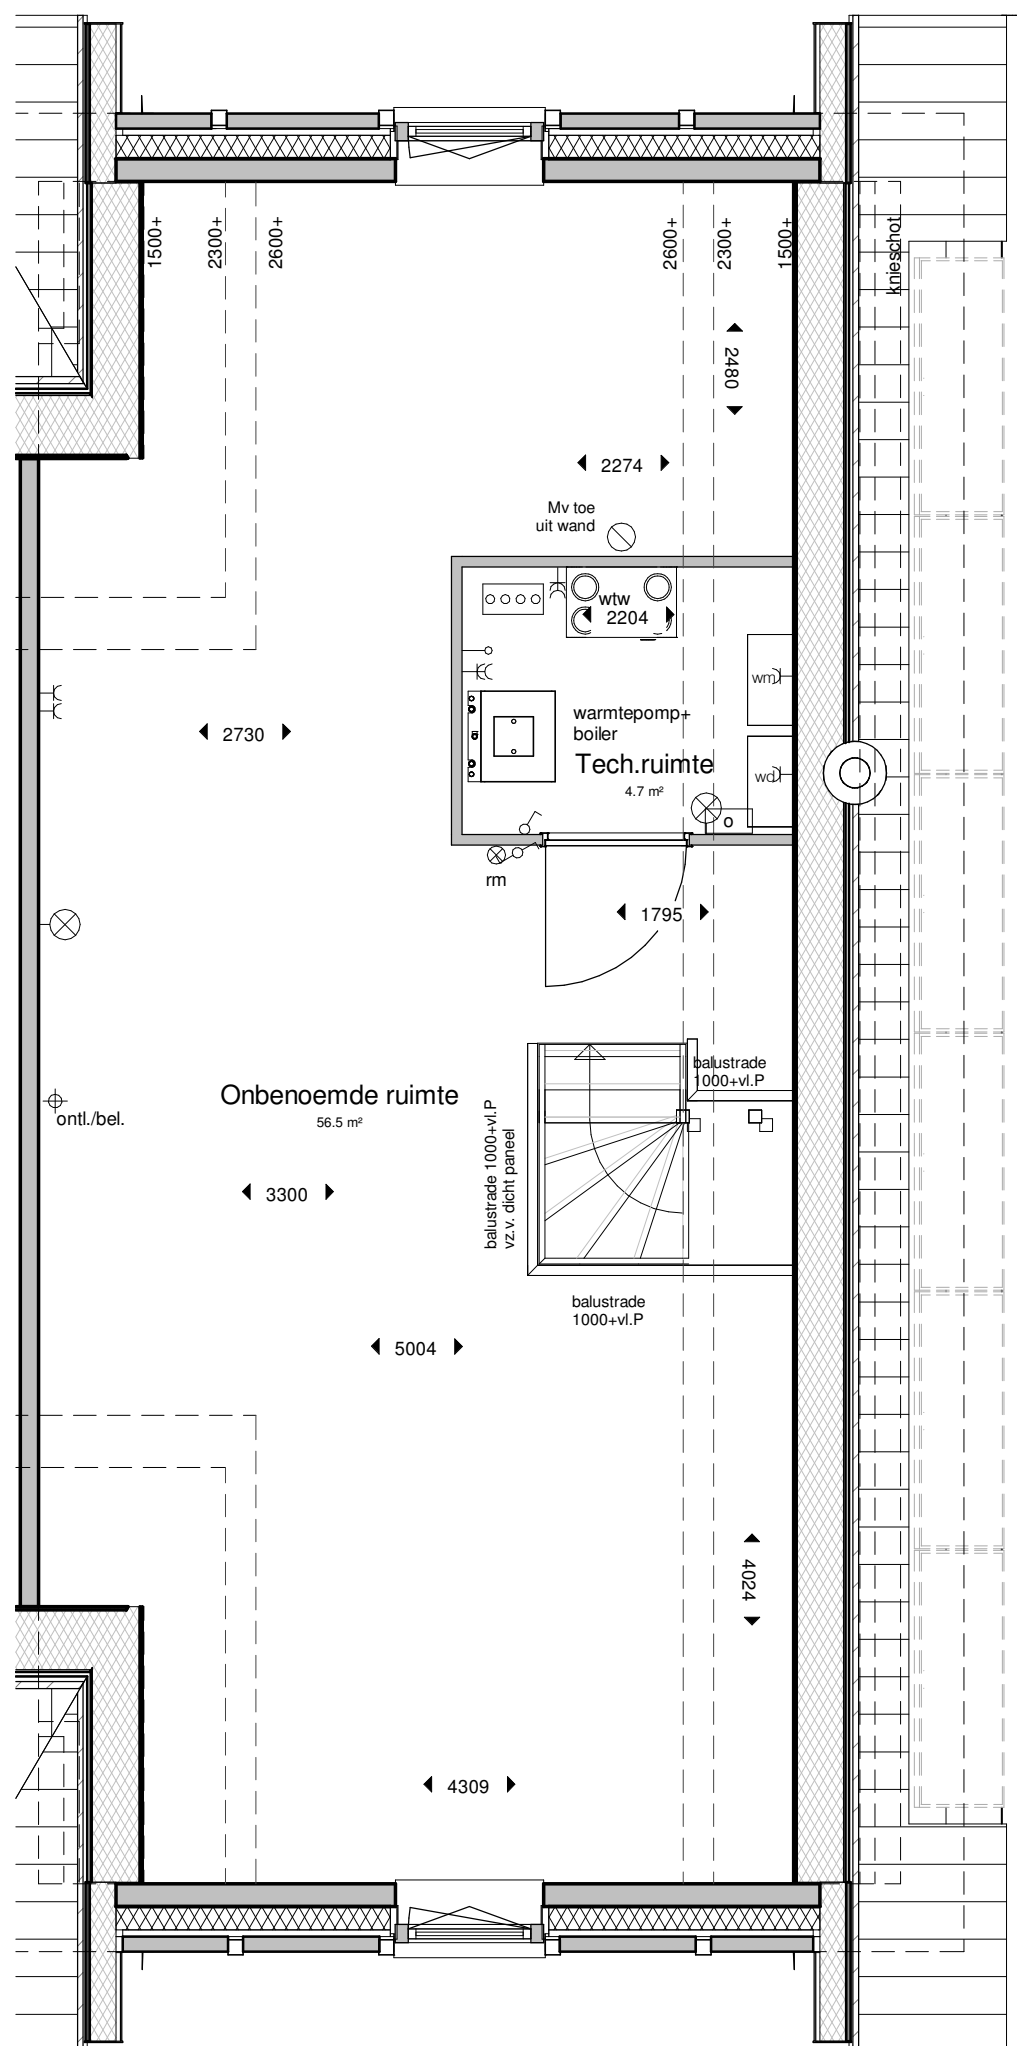 1500+
2300+
2600+
2600+
2300+
1500+
knieschot
2480
2274
Mv toe
uit wand
wtw
2204
wm
2730
warmtepomp+
boiler
Tech.ruimte
4.7 m²
wd
o
rm
1795
balustrade
1000+vl.P
Onbenoemde ruimte
56.5 m²
ontl./bel.
balustrade 1000+vl.P
vz.v. dicht paneel
3300
balustrade
1000+vl.P
5004
4024
4309